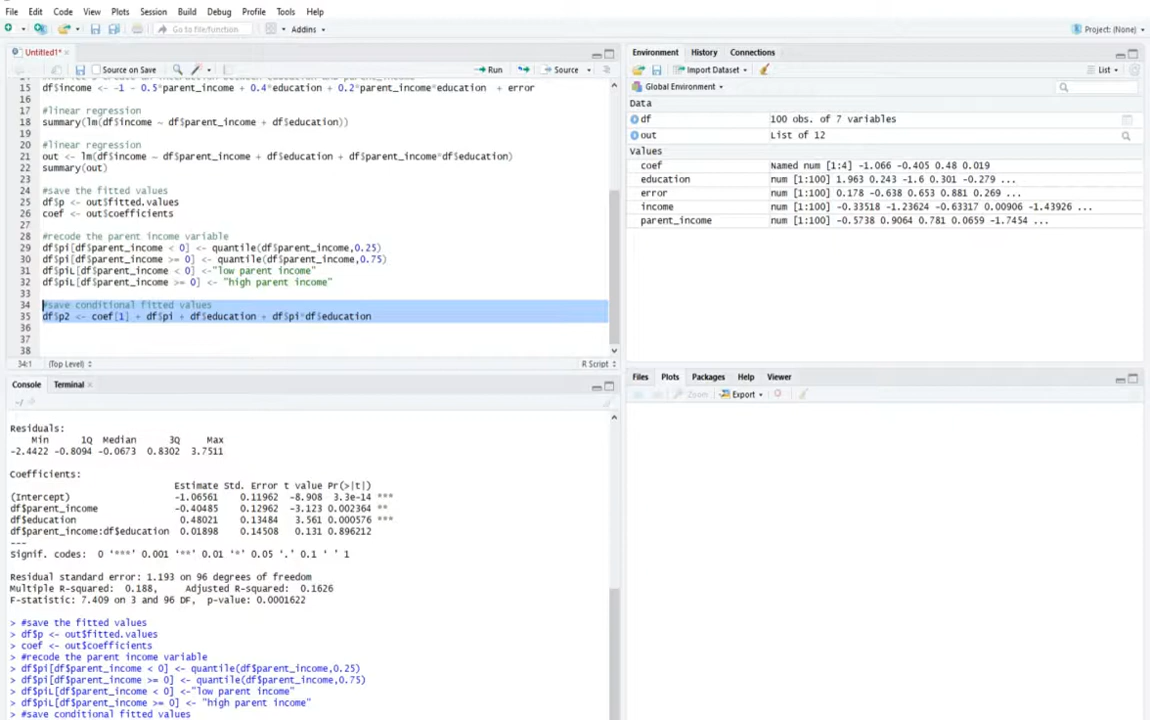 File Edit Code View Plots Session Build Debug Profile Tools Help
Go to file/function Addins Project: (None)
Untitled1*
Source on Save Run Source
15 df$income <- -1 - 0.5*parent_income + 0.4*education + 0.2*parent_income*education + error
16
17 #linear regression
18 summary(lm(df$income ~ df$parent_income + df$education))
19
20 #linear regression
21 out <- lm(df$income ~ df$parent_income + df$education + df$parent_income*df$education)
22 summary(out)
23
24 #save the fitted values
25 df$p <- out$fitted.values
26 coef <- out$coefficients
27
28 #recode the parent income variable
29 df$pi[df$parent_income < 0] <- quantile(df$parent_income,0.25)
30 df$pi[df$parent_income >= 0] <- quantile(df$parent_income,0.75)
31 df$piL[df$parent_income < 0] <-"low parent income"
32 df$piL[df$parent_income >= 0] <- "high parent income"
33
34 #save conditional fitted values
35 df$p2 <- coef[1] + df$pi + df$education + df$pi*df$education
36
37
38
34:1 (Top Level) R Script
Console Terminal
~/
Residuals:
Min 1Q Median 3Q Max
-2.4422 -0.8094 -0.0673 0.8302 3.7511
Coefficients:
Estimate Std. Error t value Pr(>|t|)
(Intercept) -1.06561 0.11962 -8.908 3.3e-14 ***
df$parent_income -0.40485 0.12962 -3.123 0.002364 **
df$education 0.48021 0.13484 3.561 0.000576 ***
df$parent_income:df$education 0.01898 0.14508 0.131 0.896212
---
Signif. codes: 0 '***' 0.001 '**' 0.01 '*' 0.05 '.' 0.1 ' ' 1
Residual standard error: 1.193 on 96 degrees of freedom
Multiple R-squared: 0.188, Adjusted R-squared: 0.1626
F-statistic: 7.409 on 3 and 96 DF, p-value: 0.0001622
> #save the fitted values
> df$p <- out$fitted.values
> coef <- out$coefficients
> #recode the parent income variable
> df$pi[df$parent_income < 0] <- quantile(df$parent_income,0.25)
> df$pi[df$parent_income >= 0] <- quantile(df$parent_income,0.75)
> df$piL[df$parent_income < 0] <-"low parent income"
> df$piL[df$parent_income >= 0] <- "high parent income"
> #save conditional fitted values
Environment History Connections
Import Dataset List
Global Environment
Data
df 100 obs. of 7 variables
out List of 12
Values
coef Named num [1:4] -1.066 -0.405 0.48 0.019
education num [1:100] 1.963 0.243 -1.6 0.301 -0.279 ...
error num [1:100] 0.178 -0.638 0.653 0.881 0.269 ...
income num [1:100] -0.33518 -1.23624 -0.63317 0.00906 -1.43926 ...
parent_income num [1:100] -0.5738 0.9064 0.781 0.0659 -1.7454 ...
Files Plots Packages Help Viewer
Zoom Export